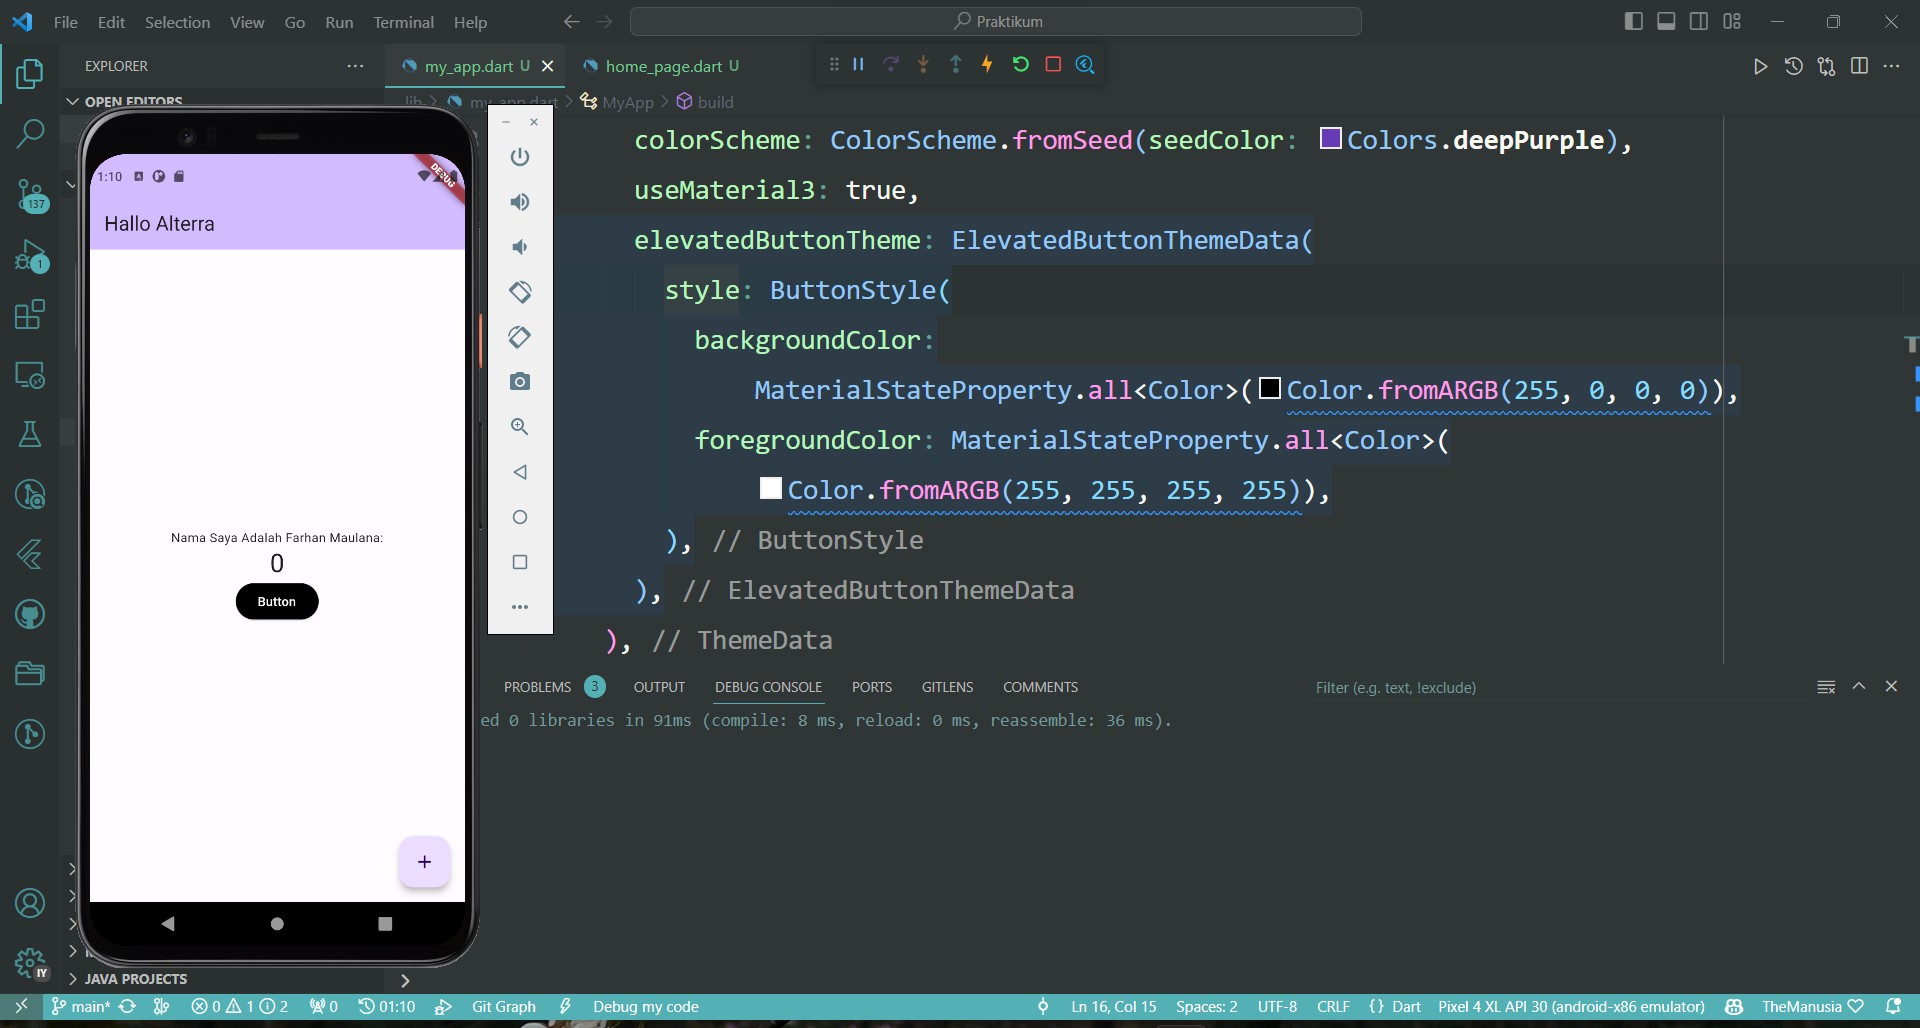 File Edit Selection View Go Run Terminal Help
Praktikum
EXPLORER
my_app.dart U
home_page.dart U
OPEN EDITORS
lib > my_app.dart > MyApp > build
colorScheme: ColorScheme.fromSeed(seedColor: Colors.deepPurple),
useMaterial3: true,
elevatedButtonTheme: ElevatedButtonThemeData(
style: ButtonStyle(
backgroundColor:
MaterialStateProperty.all<Color>(Color.fromARGB(255, 0, 0, 0)),
foregroundColor: MaterialStateProperty.all<Color>(
Color.fromARGB(255, 255, 255, 255)),
), // ButtonStyle
), // ElevatedButtonThemeData
), // ThemeData
137
1
1:10
DEBUG
Hallo Alterra
Nama Saya Adalah Farhan Maulana:
0
Button
+
PROBLEMS 3 OUTPUT DEBUG CONSOLE PORTS GITLENS COMMENTS
Filter (e.g. text, !exclude)
ed 0 libraries in 91ms (compile: 8 ms, reload: 0 ms, reassemble: 36 ms).
IY
JAVA PROJECTS
main* 0 1 2 0 01:10 Git Graph Debug my code
Ln 16, Col 15 Spaces: 2 UTF-8 CRLF {} Dart Pixel 4 XL API 30 (android-x86 emulator) TheManusia